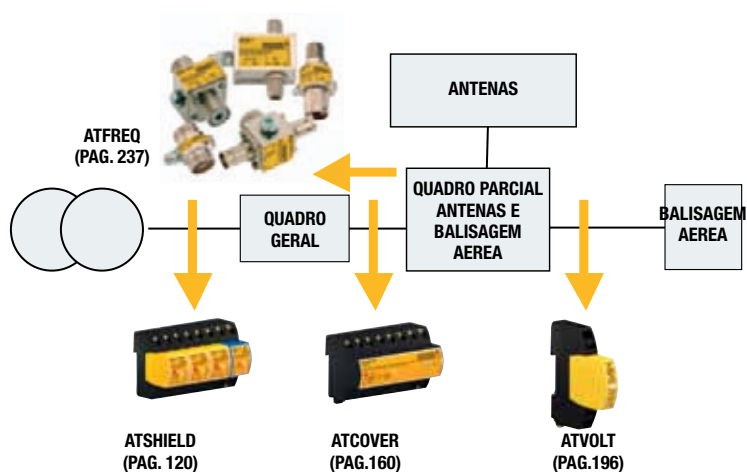 ANTENAS
ATFREQ
(PAG. 237)
QUADRO
GERAL
QUADRO PARCIAL
ANTENAS E
BALISAGEM
AEREA
BALISAGEM
AEREA
ATSHIELD
(PAG. 120)
ATCOVER
(PAG.160)
ATVOLT
(PAG.196)